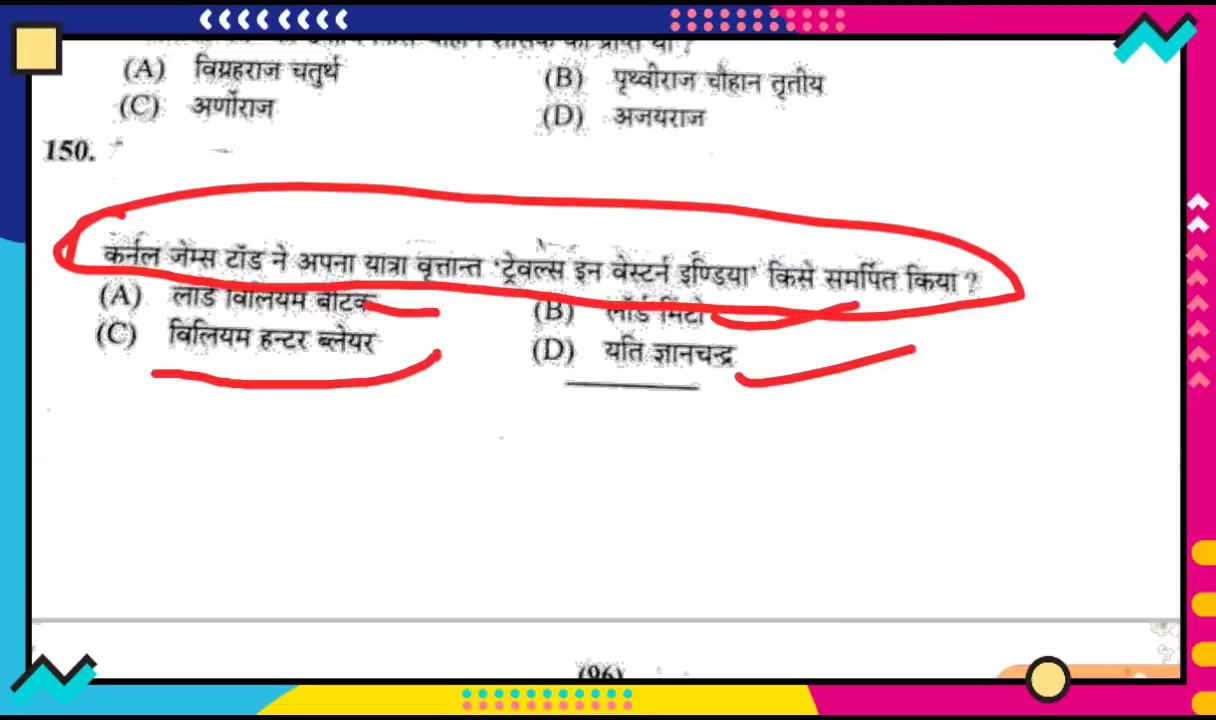 (A) विग्रहराज चतुर्थ (B) पृथ्वीराज चौहान तृतीय
(C) अर्णोराज (D) अजयराज
150.
कर्नल जेम्स टॉड ने अपना यात्रा वृत्तान्त ‘ट्रेवल्स इन वेस्टर्न इण्डिया’ किसे समर्पित किया ?
(A) लॉर्ड विलियम बैंटिक (B) लॉर्ड मिंटो
(C) विलियम हन्टर ब्लेयर (D) यति ज्ञानचन्द्र
(96)